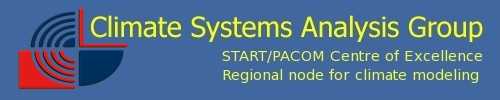 Climate Systems Analysis Group
START/PACOM Centre of Excellence
Regional node for climate modeling